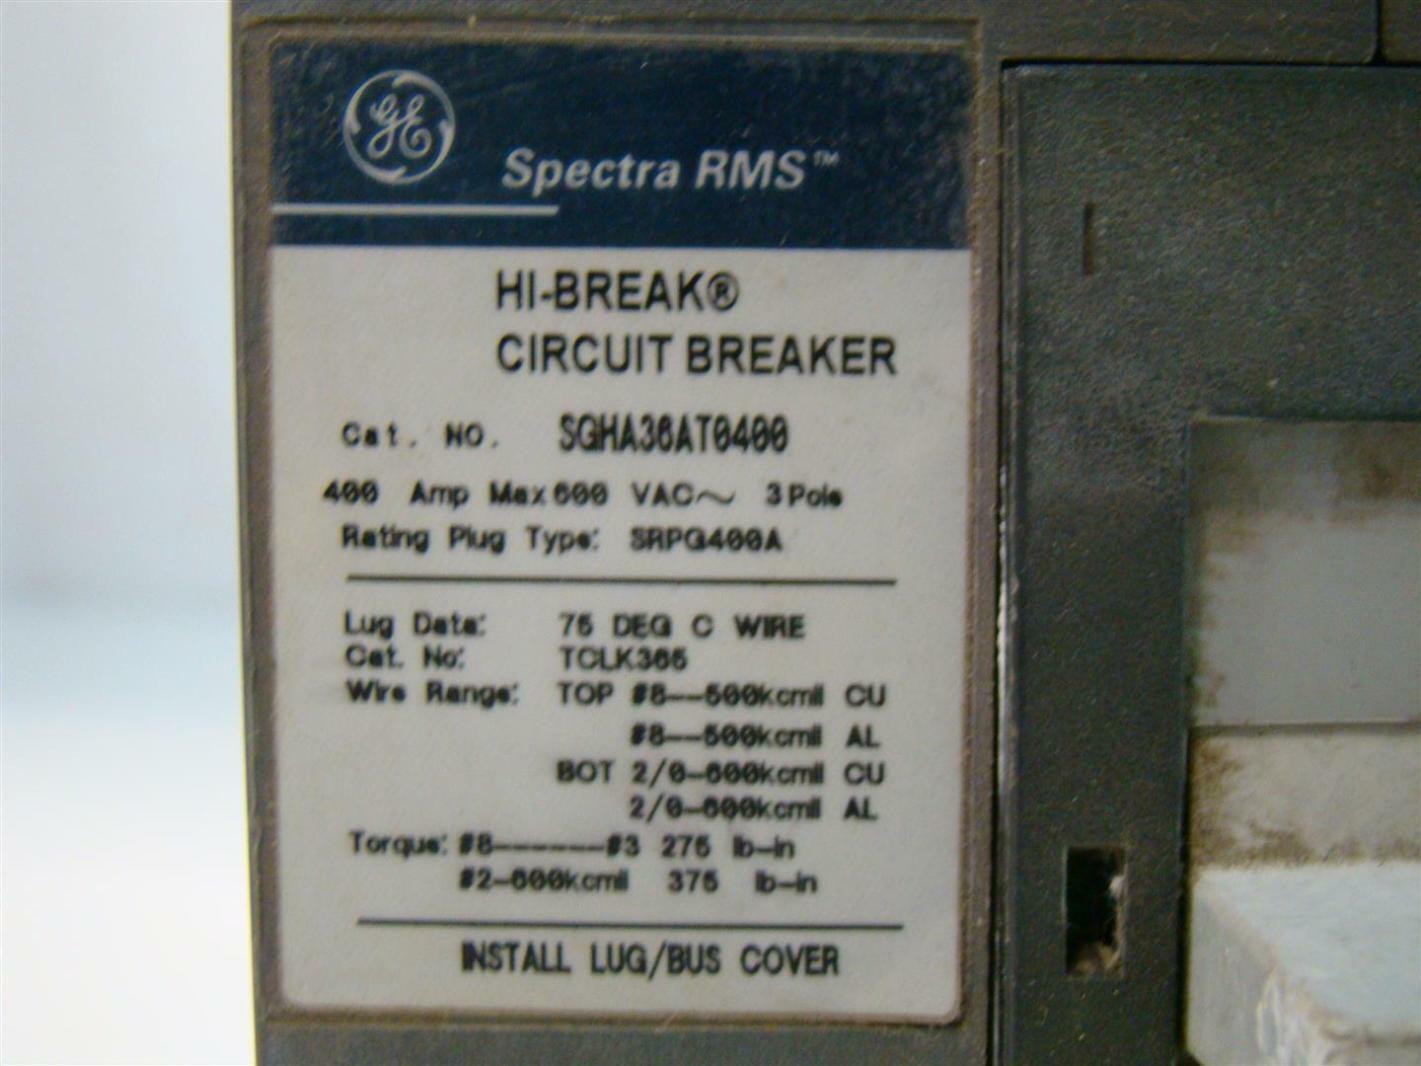 GE
Spectra RMS™
HI-BREAK®
CIRCUIT BREAKER
Cat. NO. SGHA36AT0400
400 Amp Max 600 VAC~ 3 Pole
Rating Plug Type: SRPG400A
Lug Data: 75 DEG C WIRE
Cat. No: TCLK365
Wire Range: TOP #8--500kcmil CU
#8--500kcmil AL
BOT 2/0-600kcmil CU
2/0-600kcmil AL
Torque: #8------#3 275 lb-in
#2-600kcmil 375 lb-in
INSTALL LUG/BUS COVER